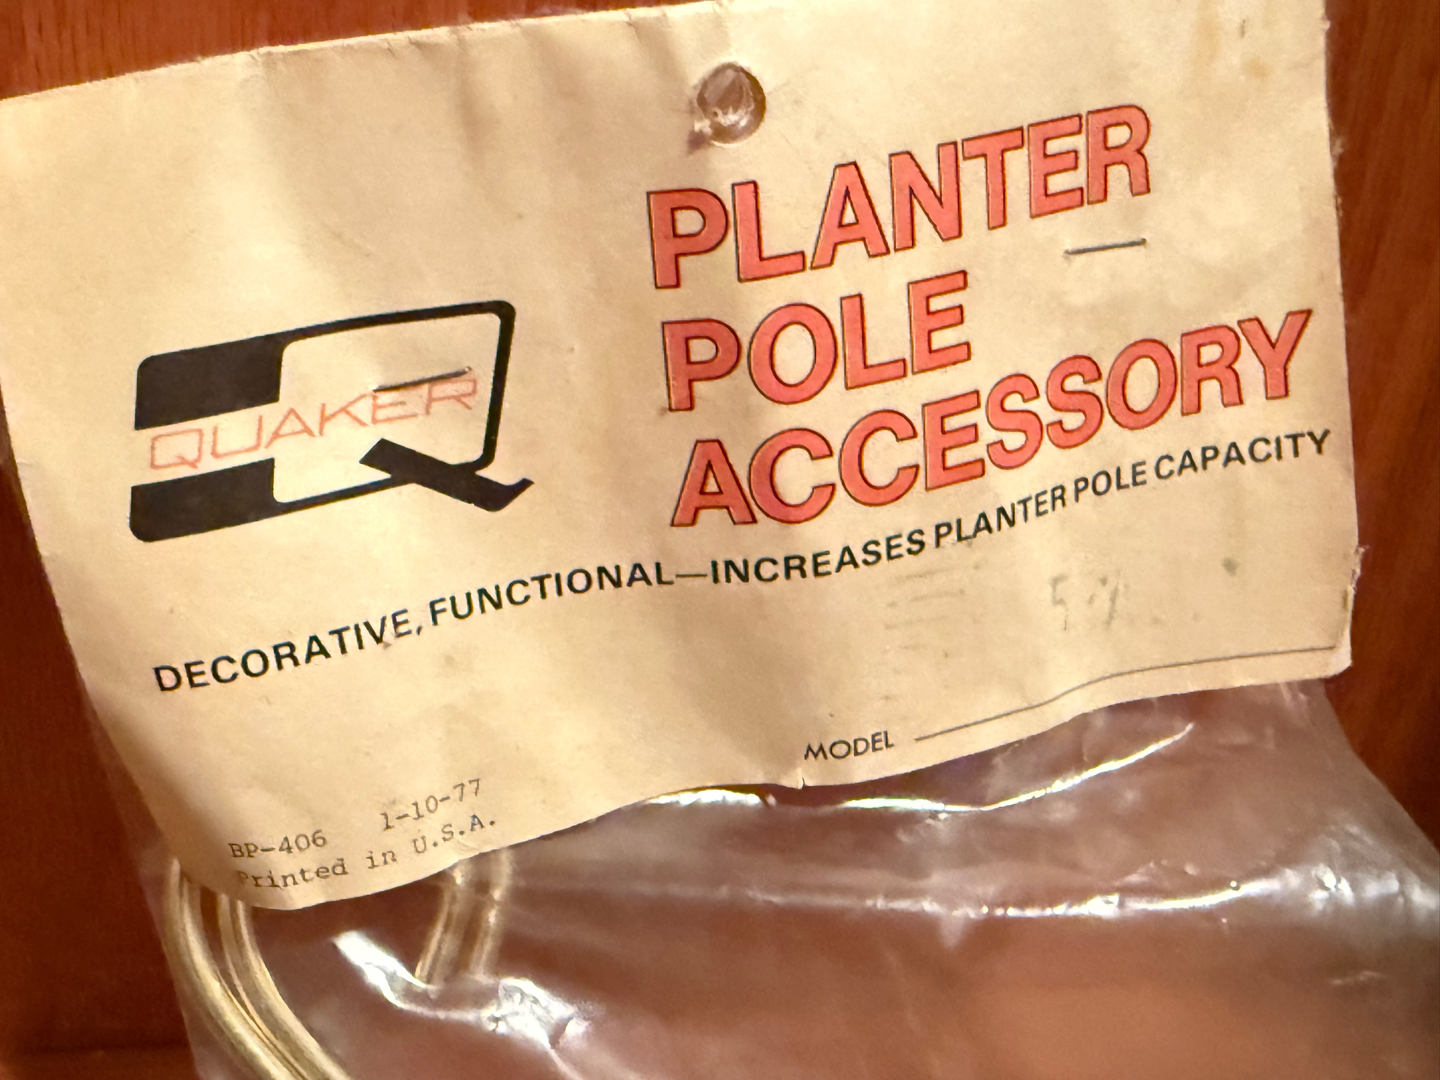 PLANTER
POLE
ACCESSORY
QUAKER
DECORATIVE, FUNCTIONAL—INCREASES PLANTER POLE CAPACITY
MODEL
BP-406 1-10-77
Printed in U.S.A.